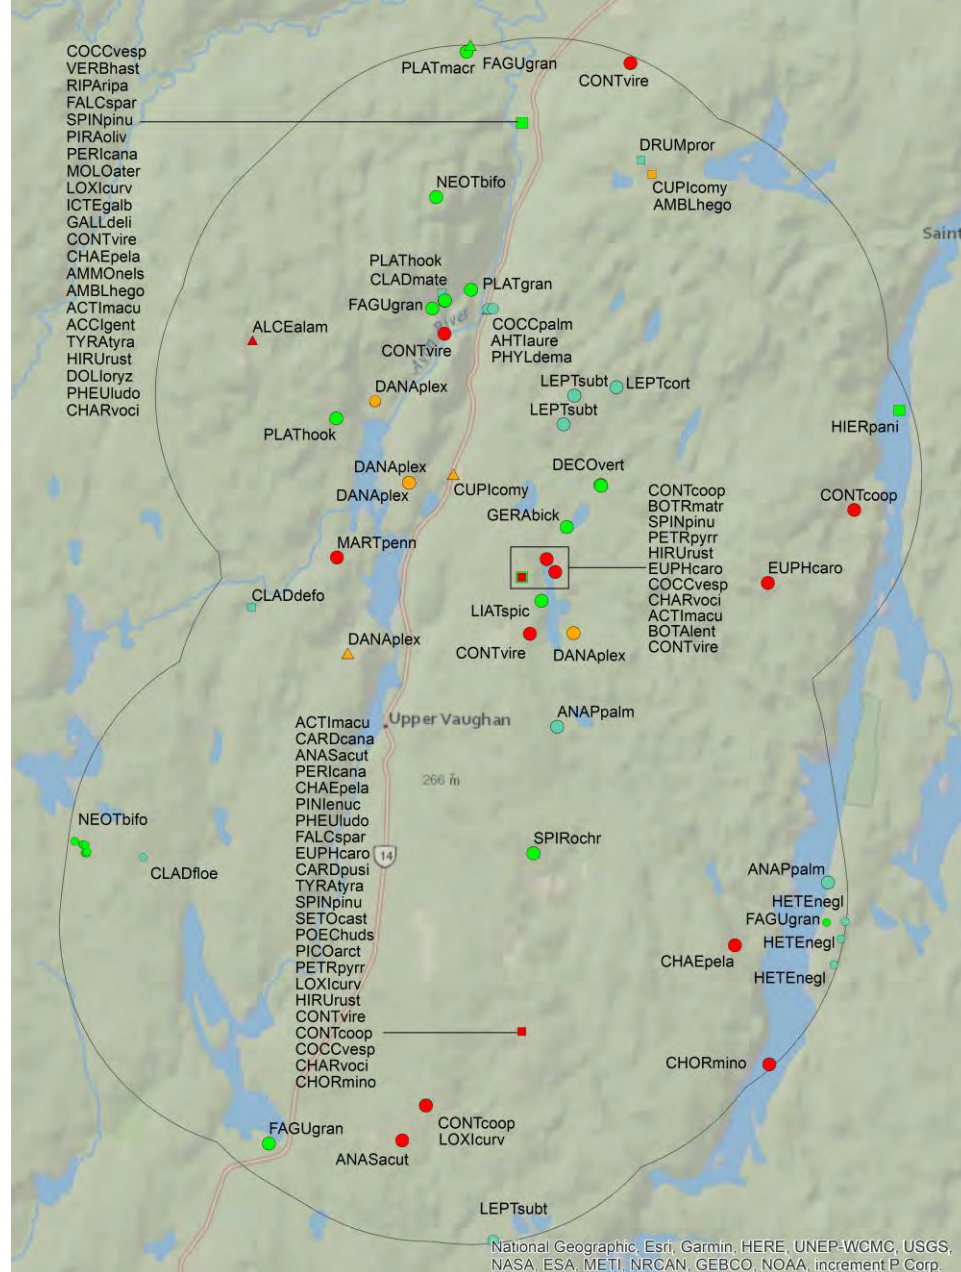 COCCvesp
VERBhast
RIPAripa
FALCspar
SPINpinu
PIRAoliv
PERIcana
MOLOater
LOXIcurv
ICTEgalb
GALLdeli
CONTvire
CHAEpela
AMMOnels
AMBLhego
ACTImacu
ACCIgent
TYRAtyra
HIRUrust
DOLIoryz
PHEUludo
CHARvoci
PLATmacr
FAGUgran
CONTvire
DRUMpror
CUPIcomy
AMBLhego
NEOTbifo
Saint
PLAThook
CLADmate
PLATgran
FAGUgran
ALCEalam
Avon River
CONTvire
COCCpalm
AHTIaure
PHYLdema
DANAplex
LEPTsubt
LEPTcort
LEPTsubt
PLAThook
HIERpani
DANAplex
DANAplex
CUPIcomy
DECOvert
GERAbick
CONTcoop
MARTpenn
CONTcoop
BOTRmatr
SPINpinu
PETRpyrr
HIRUrust
EUPHcaro
COCCvesp
CHARvoci
ACTImacu
BOTAlent
CONTvire
EUPHcaro
CLADdefo
LIATspic
DANAplex
CONTvire
DANAplex
Upper Vaughan
ANAPpalm
266 m
ACTImacu
CARDcana
ANASacut
PERIcana
CHAEpela
PINIenuc
PHEUludo
FALCspar
EUPHcaro
CARDpusi
TYRAtyra
SPINpinu
SETOcast
POEChuds
PICOarct
PETRpyrr
LOXIcurv
HIRUrust
CONTvire
CONTcoop
COCCvesp
CHARvoci
CHORmino
NEOTbifo
CLADfloe
14
SPIRochr
ANAPpalm
HETEnegl
FAGUgran
HETEnegl
HETEnegl
CHAEpela
CHORmino
FAGUgran
CONTcoop
LOXIcurv
ANASacut
LEPTsubt
National Geographic, Esri, Garmin, HERE, UNEP-WCMC, USGS,
NASA, ESA, METI, NRCAN, GEBCO, NOAA, increment P Corp.